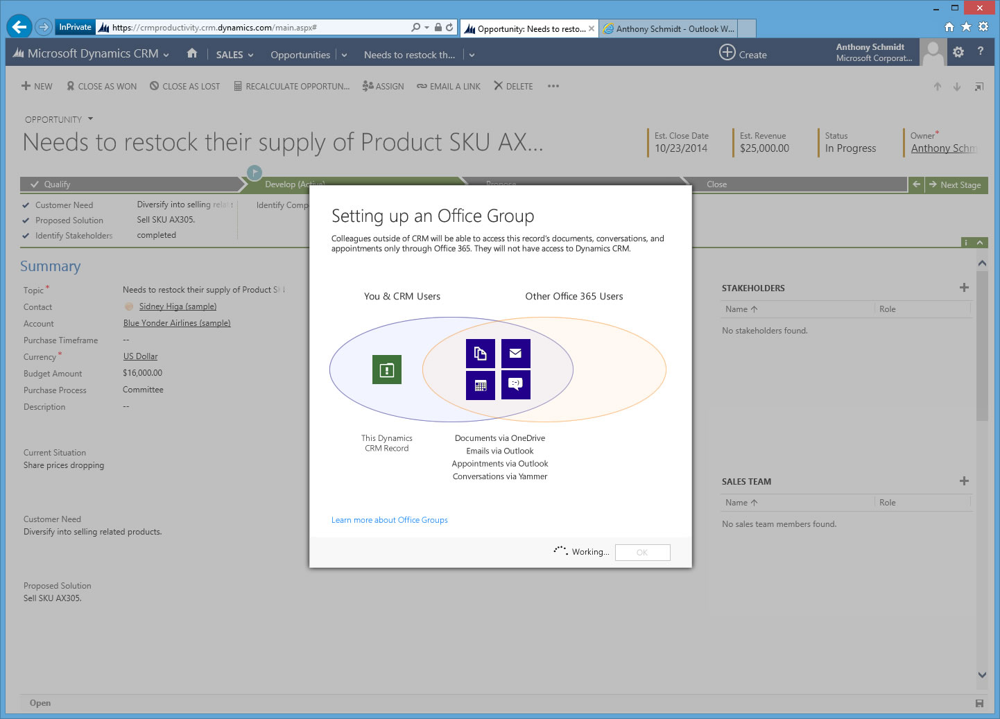 InPrivate
https://crmproductivity.crm.dynamics.com/main.aspx#
Opportunity: Needs to resto...
Anthony Schmidt - Outlook W...
Microsoft Dynamics CRM
SALES
Opportunities
Needs to restock th...
Create
Anthony Schmidt
Microsoft Corporat...
?
NEW
CLOSE AS WON
CLOSE AS LOST
RECALCULATE OPPORTUN...
ASSIGN
EMAIL A LINK
DELETE
OPPORTUNITY
Needs to restock their supply of Product SKU AX...
Est. Close Date
10/23/2014
Est. Revenue
$25,000.00
Status
In Progress
Owner*
Anthony Schm
Qualify
Develop (Active)
Propose
Close
Next Stage
Customer Need
Diversify into selling rela
Identify Comp
Proposed Solution
Sell SKU AX305.
Identify Stakeholders
completed
Setting up an Office Group
Colleagues outside of CRM will be able to access this record's documents, conversations, and
appointments only through Office 365. They will not have access to Dynamics CRM.
You & CRM Users
Other Office 365 Users
:-)
This Dynamics
CRM Record
Documents via OneDrive
Emails via Outlook
Appointments via Outlook
Conversations via Yammer
Learn more about Office Groups
Working...
OK
Summary
Topic*
Needs to restock their supply of Product S
Contact
Sidney Higa (sample)
Account
Blue Yonder Airlines (sample)
Purchase Timeframe
--
Currency*
US Dollar
Budget Amount
$16,000.00
Purchase Process
Committee
Description
--
Current Situation
Share prices dropping
Customer Need
Diversify into selling related products.
Proposed Solution
Sell SKU AX305.
STAKEHOLDERS
Name
Role
No stakeholders found.
SALES TEAM
Name
Role
No sales team members found.
Open